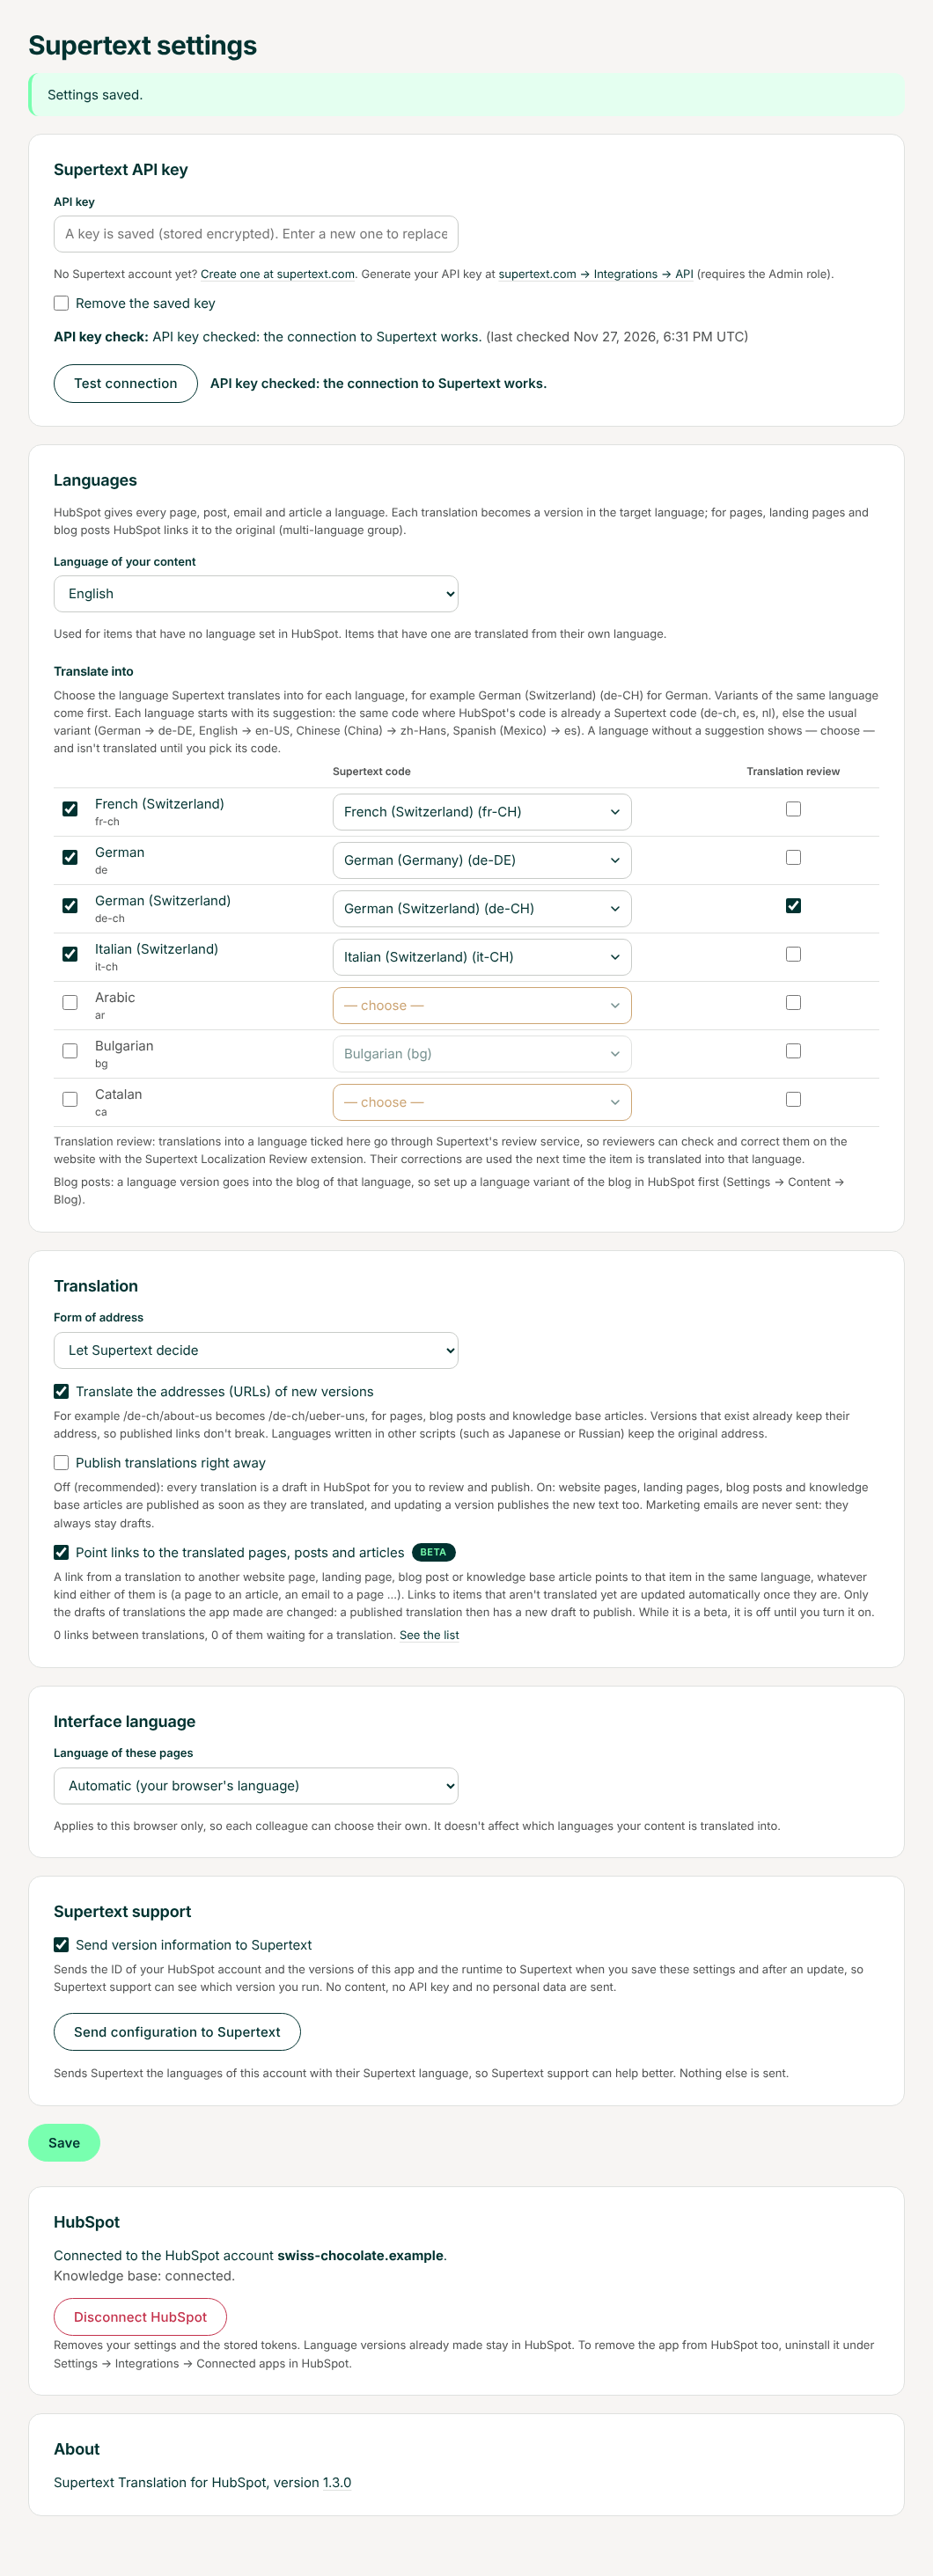 Supertext settings
Settings saved.
Supertext API key
API key
A key is saved (stored encrypted). Enter a new one to replace
No Supertext account yet? Create one at supertext.com. Generate your API key at supertext.com → Integrations → API (requires the Admin role).
Remove the saved key
API key check: API key checked: the connection to Supertext works. (last checked Nov 27, 2026, 6:31 PM UTC)
Test connection API key checked: the connection to Supertext works.
Languages
HubSpot gives every page, post, email and article a language. Each translation becomes a version in the target language; for pages, landing pages and
blog posts HubSpot links it to the original (multi-language group).
Language of your content
English
Used for items that have no language set in HubSpot. Items that have one are translated from their own language.
Translate into
Choose the language Supertext translates into for each language, for example German (Switzerland) (de-CH) for German. Variants of the same language
come first. Each language starts with its suggestion: the same code where HubSpot's code is already a Supertext code (de-ch, es, nl), else the usual
variant (German → de-DE, English → en-US, Chinese (China) → zh-Hans, Spanish (Mexico) → es). A language without a suggestion shows — choose —
and isn't translated until you pick its code.
Supertext code Translation review
French (Switzerland) French (Switzerland) (fr-CH)
fr-ch
German German (Germany) (de-DE)
de
German (Switzerland) German (Switzerland) (de-CH)
de-ch
Italian (Switzerland) Italian (Switzerland) (it-CH)
it-ch
Arabic — choose —
ar
Bulgarian Bulgarian (bg)
bg
Catalan — choose —
ca
Translation review: translations into a language ticked here go through Supertext's review service, so reviewers can check and correct them on the
website with the Supertext Localization Review extension. Their corrections are used the next time the item is translated into that language.
Blog posts: a language version goes into the blog of that language, so set up a language variant of the blog in HubSpot first (Settings → Content →
Blog).
Translation
Form of address
Let Supertext decide
Translate the addresses (URLs) of new versions
For example /de-ch/about-us becomes /de-ch/ueber-uns, for pages, blog posts and knowledge base articles. Versions that exist already keep their
address, so published links don't break. Languages written in other scripts (such as Japanese or Russian) keep the original address.
Publish translations right away
Off (recommended): every translation is a draft in HubSpot for you to review and publish. On: website pages, landing pages, blog posts and knowledge
base articles are published as soon as they are translated, and updating a version publishes the new text too. Marketing emails are never sent: they
always stay drafts.
Point links to the translated pages, posts and articles BETA
A link from a translation to another website page, landing page, blog post or knowledge base article points to that item in the same language, whatever
kind either of them is (a page to an article, an email to a page ...). Links to items that aren't translated yet are updated automatically once they are. Only
the drafts of translations the app made are changed: a published translation then has a new draft to publish. While it is a beta, it is off until you turn it on.
0 links between translations, 0 of them waiting for a translation. See the list
Interface language
Language of these pages
Automatic (your browser's language)
Applies to this browser only, so each colleague can choose their own. It doesn't affect which languages your content is translated into.
Supertext support
Send version information to Supertext
Sends the ID of your HubSpot account and the versions of this app and the runtime to Supertext when you save these settings and after an update, so
Supertext support can see which version you run. No content, no API key and no personal data are sent.
Send configuration to Supertext
Sends Supertext the languages of this account with their Supertext language, so Supertext support can help better. Nothing else is sent.
Save
HubSpot
Connected to the HubSpot account swiss-chocolate.example.
Knowledge base: connected.
Disconnect HubSpot
Removes your settings and the stored tokens. Language versions already made stay in HubSpot. To remove the app from HubSpot too, uninstall it under
Settings → Integrations → Connected apps in HubSpot.
About
Supertext Translation for HubSpot, version 1.3.0